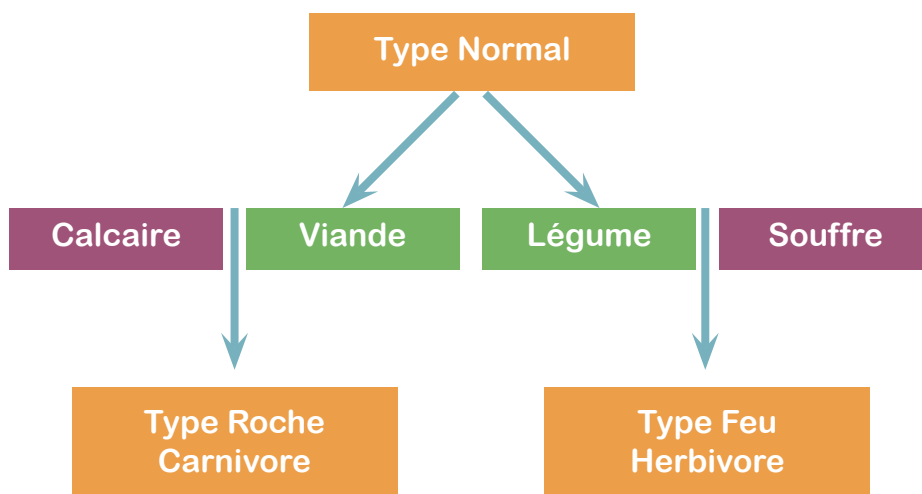 Type Normal
Calcaire
Viande
Légume
Souffre
Type Roche
Carnivore
Type Feu
Herbivore